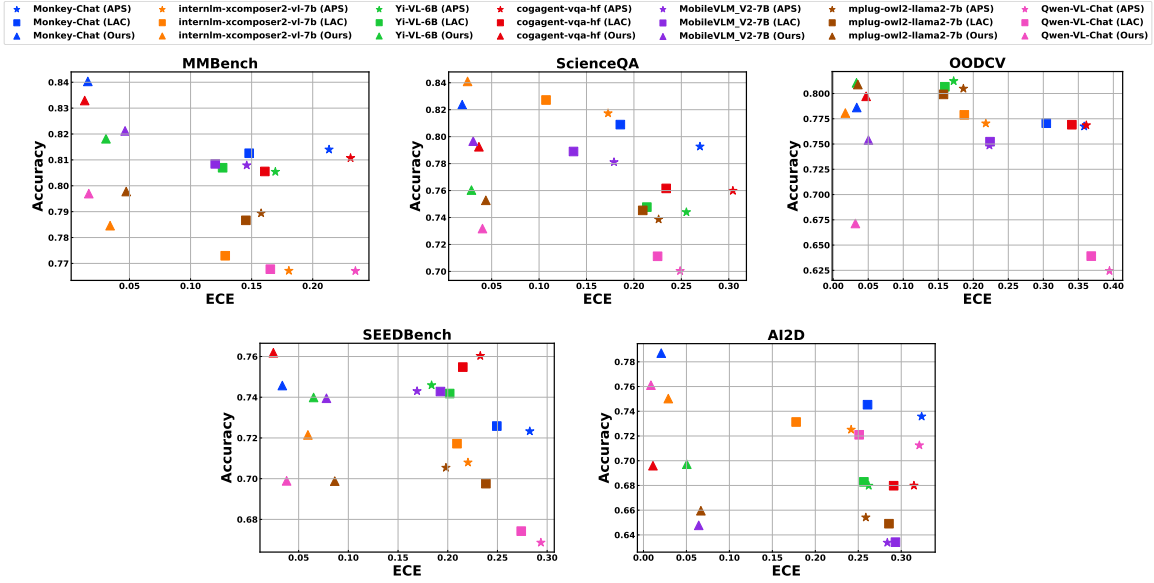 Monkey-Chat (APS) internlm-xcomposer2-vl-7b (APS) Yi-VL-6B (APS) cogagent-vqa-hf (APS) MobileVLM_V2-7B (APS) mplug-owl2-llama2-7b (APS) Qwen-VL-Chat (APS)
Monkey-Chat (LAC) internlm-xcomposer2-vl-7b (LAC) Yi-VL-6B (LAC) cogagent-vqa-hf (LAC) MobileVLM_V2-7B (LAC) mplug-owl2-llama2-7b (LAC) Qwen-VL-Chat (LAC)
Monkey-Chat (Ours) internlm-xcomposer2-vl-7b (Ours) Yi-VL-6B (Ours) cogagent-vqa-hf (Ours) MobileVLM_V2-7B (Ours) mplug-owl2-llama2-7b (Ours) Qwen-VL-Chat (Ours)
MMBench
Accuracy
0.84
0.83
0.82
0.81
0.80
0.79
0.78
0.77
0.05 0.10 0.15 0.20
ECE
ScienceQA
Accuracy
0.84
0.82
0.80
0.78
0.76
0.74
0.72
0.70
0.05 0.10 0.15 0.20 0.25 0.30
ECE
OODCV
Accuracy
0.800
0.775
0.750
0.725
0.700
0.675
0.650
0.625
0.00 0.05 0.10 0.15 0.20 0.25 0.30 0.35 0.40
ECE
SEEDBench
Accuracy
0.76
0.74
0.72
0.70
0.68
0.05 0.10 0.15 0.20 0.25 0.30
ECE
AI2D
Accuracy
0.78
0.76
0.74
0.72
0.70
0.68
0.66
0.64
0.00 0.05 0.10 0.15 0.20 0.25 0.30
ECE